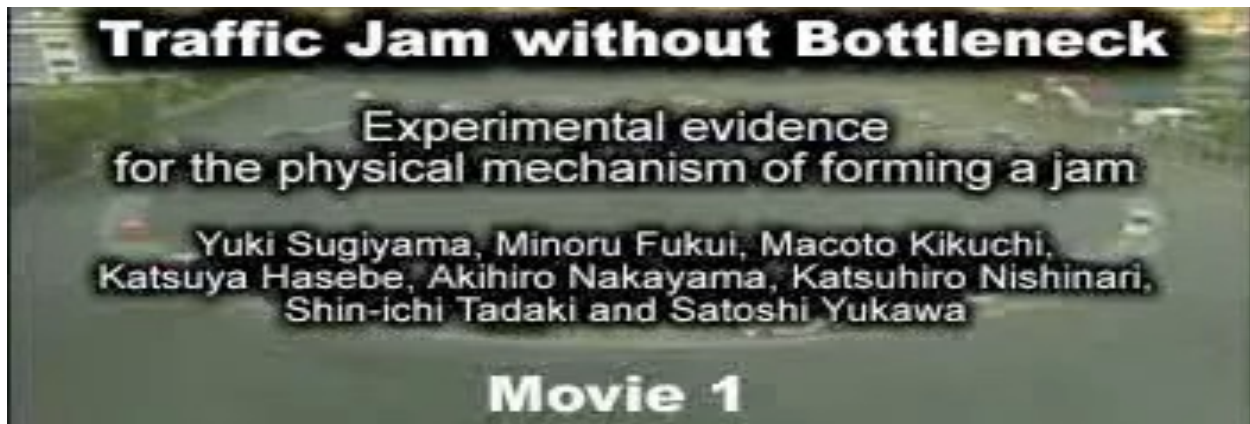 Traffic Jam without Bottleneck
Experimental evidence
for the physical mechanism of forming a jam
Yuki Sugiyama, Minoru Fukui, Macoto Kikuchi,
Katsuya Hasebe, Akihiro Nakayama, Katsuhiro Nishinari,
Shin-ichi Tadaki and Satoshi Yukawa
Movie 1